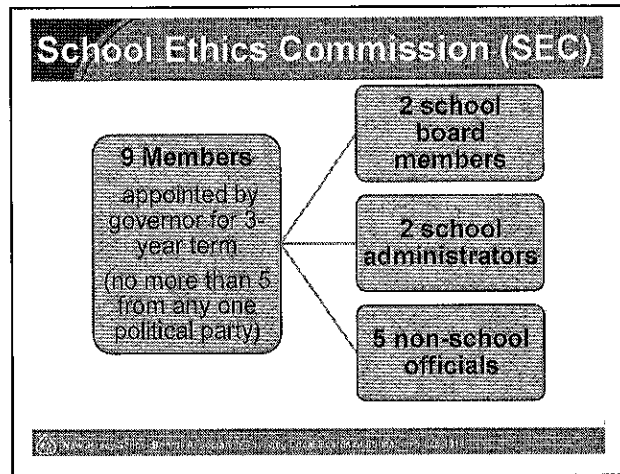 School Ethics Commission (SEC)
9 Members
appointed by
governor for 3-
year term
(no more than 5
from any one
political party)
2 school
board
members
2 school
administrators
5 non-school
officials